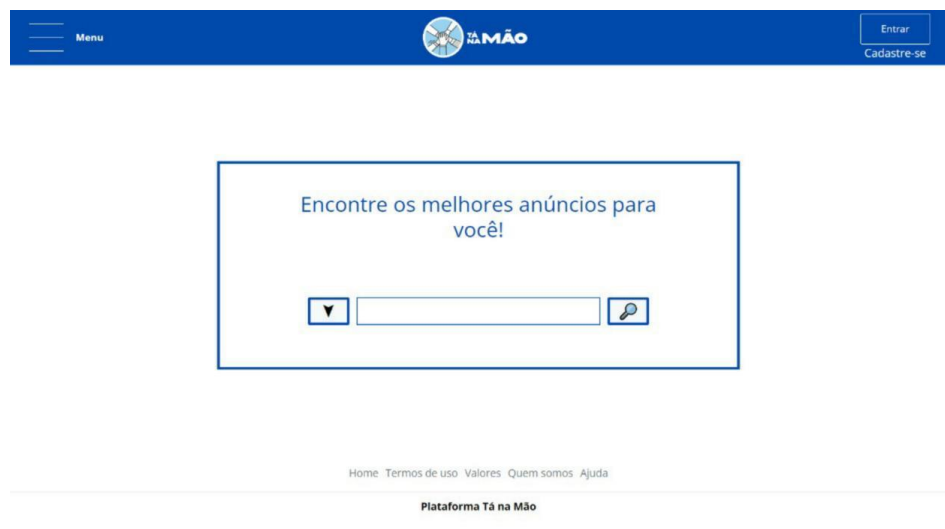 Menu
TÁ
NA MÃO
Entrar
Cadastre-se
Encontre os melhores anúncios para
você!
Home Termos de uso Valores Quem somos Ajuda
Plataforma Tá na Mão